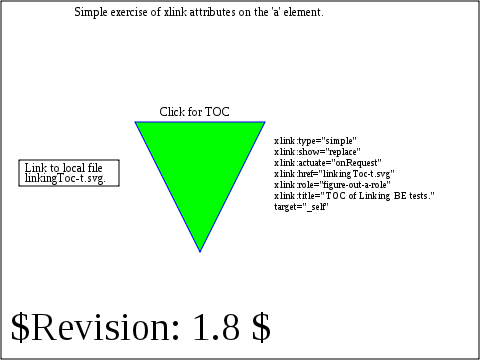 Simple exercise of xlink attributes on the 'a' element.
Click for TOC
Link to local file
linkingToc-t.svg.
xlink:type="simple"
xlink:show="replace"
xlink:actuate="onRequest"
xlink:href="linkingToc-t.svg"
xlink:role="figure-out-a-role"
xlink:title="TOC of Linking BE tests."
target="_self"
$Revision: 1.8 $